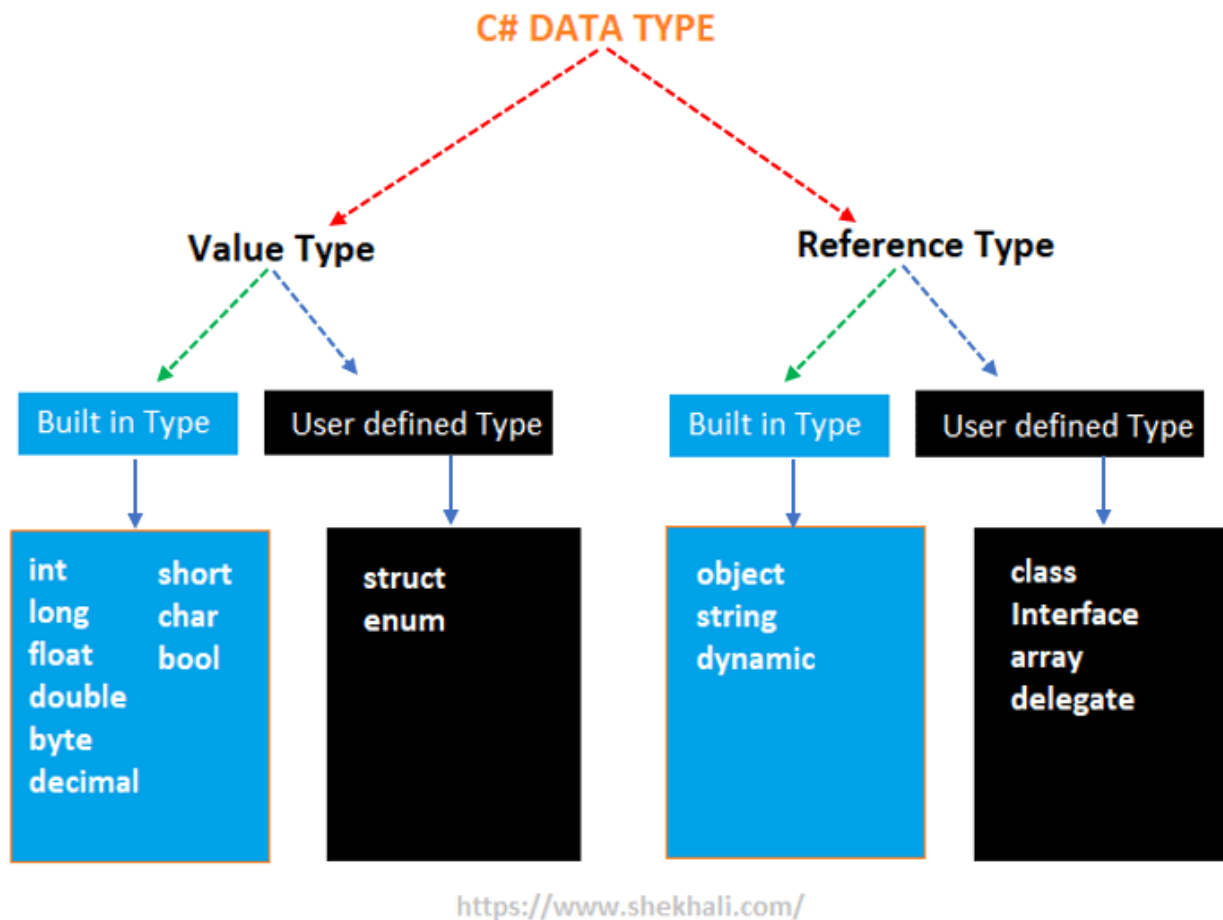 C# DATA TYPE
Value Type
Reference Type
Built in Type
User defined Type
Built in Type
User defined Type
int
long
float
double
byte
decimal
short
char
bool
struct
enum
object
string
dynamic
class
Interface
array
delegate
https://www.shekhali.com/